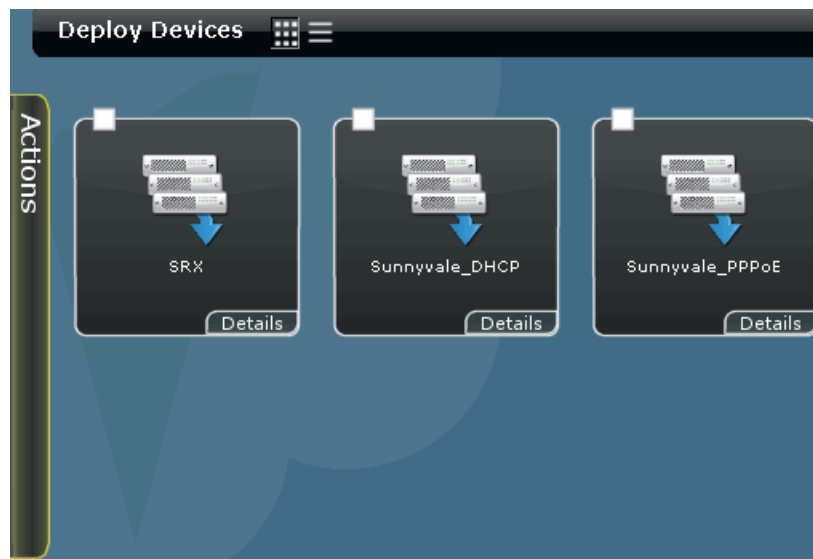 Deploy Devices
Actions
SRX
Details
Sunnyvale_DHCP
Details
Sunnyvale_PPPoE
Details